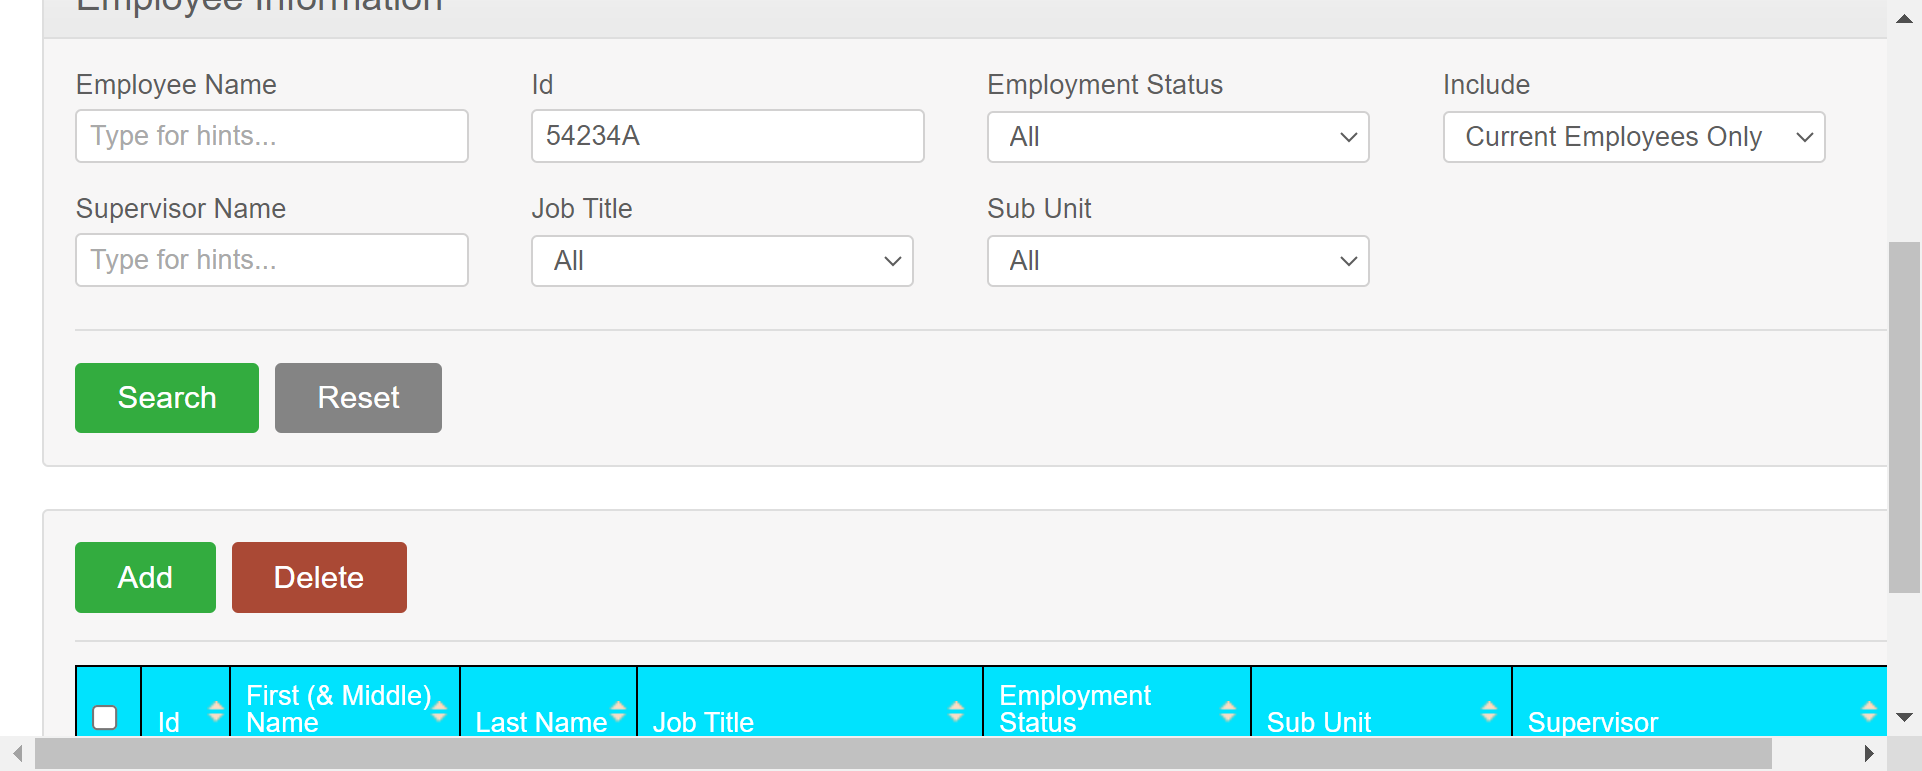 Employee Information
Employee Name Id Employment Status Include
Type for hints... 54234A All Current Employees Only
Supervisor Name Job Title Sub Unit
Type for hints... All All
Search Reset
Add Delete
Id First (& Middle) Name Last Name Job Title Employment Status Sub Unit Supervisor